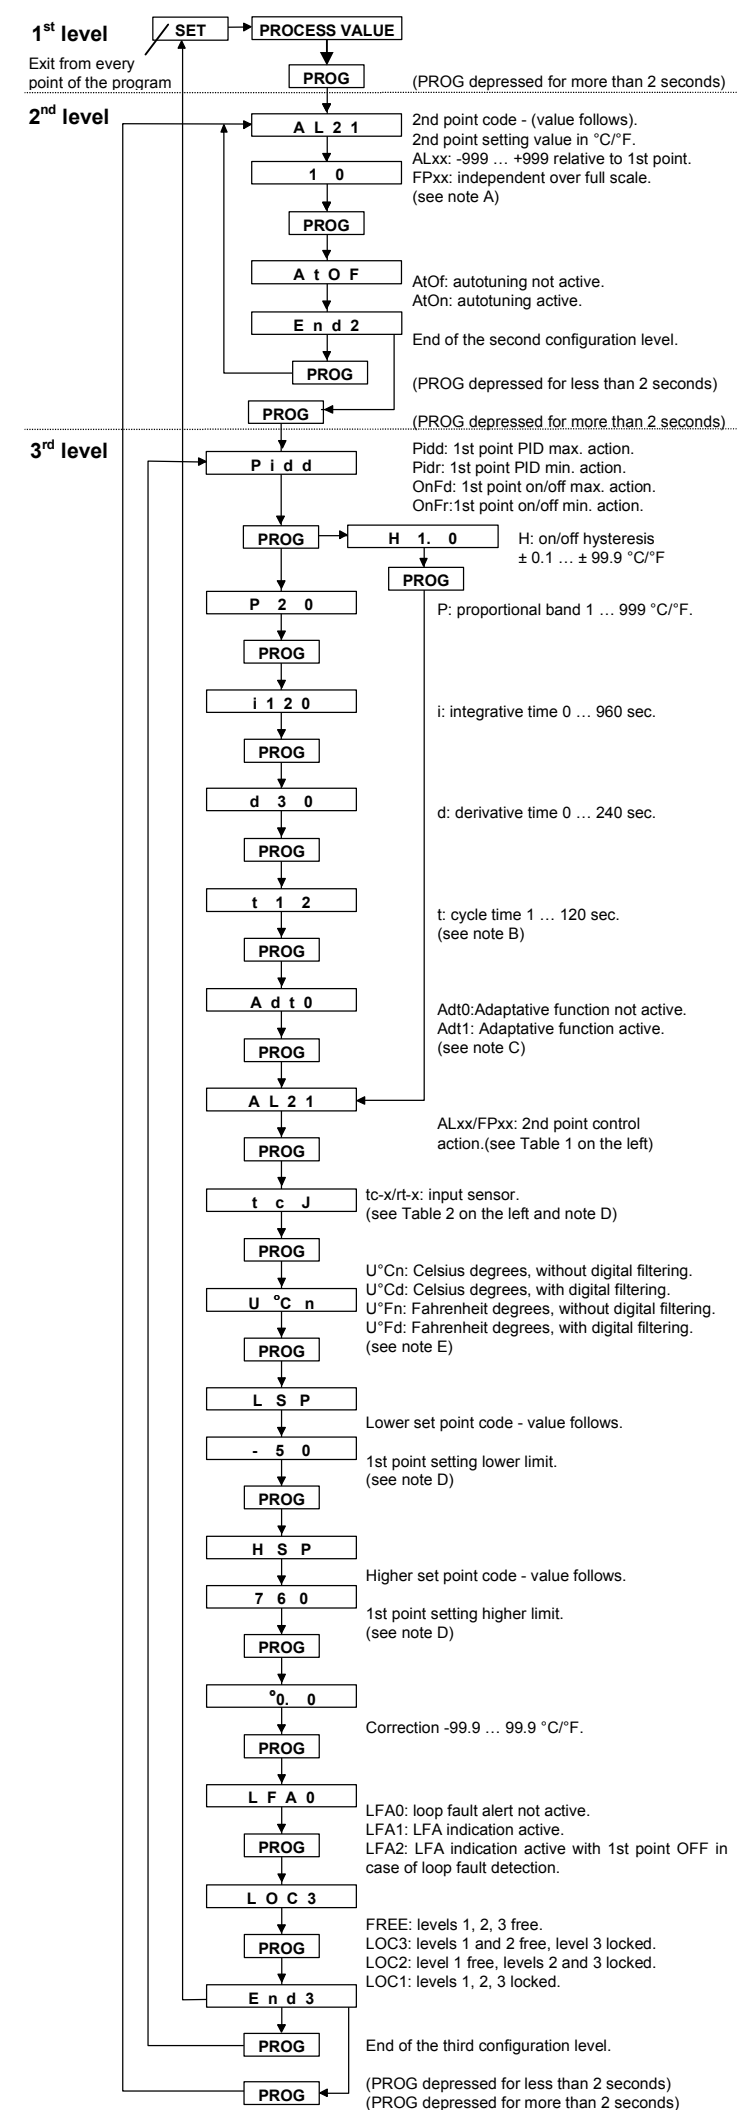 1st level
SET
PROCESS VALUE
Exit from every
point of the program
PROG
(PROG depressed for more than 2 seconds)
2nd level
A L 2 1
2nd point code - (value follows).
2nd point setting value in °C/°F.
ALxx: -999 … +999 relative to 1st point.
1 0
FPxx: independent over full scale.
(see note A)
PROG
A t O F
AtOf: autotuning not active.
AtOn: autotuning active.
E n d 2
End of the second configuration level.
PROG
(PROG depressed for less than 2 seconds)
PROG
(PROG depressed for more than 2 seconds)
3rd level
P i d d
Pidd: 1st point PID max. action.
Pidr: 1st point PID min. action.
OnFd: 1st point on/off max. action.
OnFr:1st point on/off min. action.
PROG
H 1. 0
H: on/off hysteresis
± 0.1 … ± 99.9 °C/°F
PROG
P 2 0
P: proportional band 1 … 999 °C/°F.
PROG
i 1 2 0
i: integrative time 0 … 960 sec.
PROG
d 3 0
d: derivative time 0 … 240 sec.
PROG
t 1 2
t: cycle time 1 … 120 sec.
(see note B)
PROG
A d t 0
Adt0:Adaptative function not active.
Adt1: Adaptative function active.
(see note C)
PROG
A L 2 1
ALxx/FPxx: 2nd point control
action.(see Table 1 on the left)
PROG
t c J
tc-x/rt-x: input sensor.
(see Table 2 on the left and note D)
PROG
U °C n
U°Cn: Celsius degrees, without digital filtering.
U°Cd: Celsius degrees, with digital filtering.
U°Fn: Fahrenheit degrees, without digital filtering.
U°Fd: Fahrenheit degrees, with digital filtering.
(see note E)
PROG
L S P
Lower set point code - value follows.
- 5 0
1st point setting lower limit.
(see note D)
PROG
H S P
Higher set point code - value follows.
7 6 0
1st point setting higher limit.
(see note D)
PROG
°0. 0
Correction -99.9 … 99.9 °C/°F.
PROG
L F A 0
LFA0: loop fault alert not active.
LFA1: LFA indication active.
LFA2: LFA indication active with 1st point OFF in
case of loop fault detection.
PROG
L O C 3
FREE: levels 1, 2, 3 free.
LOC3: levels 1 and 2 free, level 3 locked.
LOC2: level 1 free, levels 2 and 3 locked.
LOC1: levels 1, 2, 3 locked.
PROG
E n d 3
PROG
End of the third configuration level.
PROG
(PROG depressed for less than 2 seconds)
(PROG depressed for more than 2 seconds)